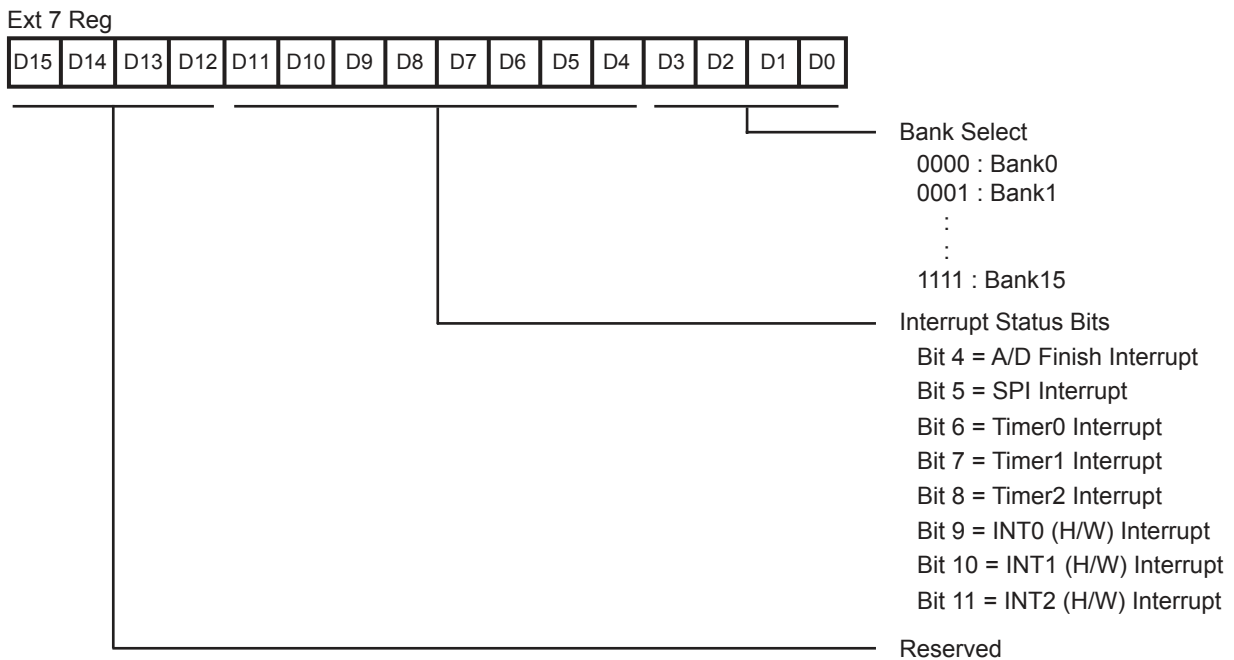 Ext 7 Reg
D15 D14 D13 D12 D11 D10 D9 D8 D7 D6 D5 D4 D3 D2 D1 D0
Bank Select
0000 : Bank0
0001 : Bank1
:
:
1111 : Bank15
Interrupt Status Bits
Bit 4 = A/D Finish Interrupt
Bit 5 = SPI Interrupt
Bit 6 = Timer0 Interrupt
Bit 7 = Timer1 Interrupt
Bit 8 = Timer2 Interrupt
Bit 9 = INT0 (H/W) Interrupt
Bit 10 = INT1 (H/W) Interrupt
Bit 11 = INT2 (H/W) Interrupt
Reserved